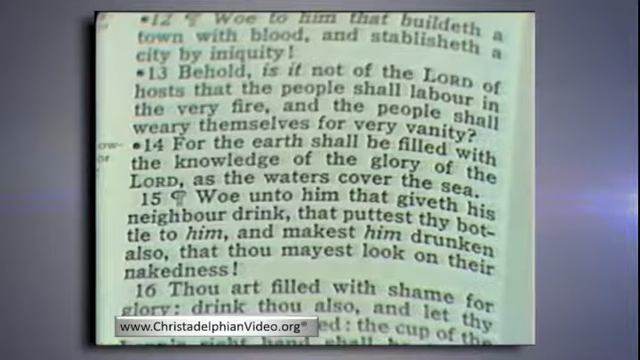 •12 ¶ Woe to him that buildeth a
town with blood, and stablisheth a
city by iniquity!
•13 Behold, is it not of the LORD of
hosts that the people shall labour in
the very fire, and the people shall
weary themselves for very vanity?
•14 For the earth shall be filled with
the knowledge of the glory of the
LORD, as the waters cover the sea.
15 ¶ Woe unto him that giveth his
neighbour drink, that puttest thy bot-
tle to him, and makest him drunken
also, that thou mayest look on their
nakedness!
16 Thou art filled with shame for
glory: drink thou also, and let thy
ed: the cup of the
right hand shall
ow-
or
www.ChristadelphianVideo.org®